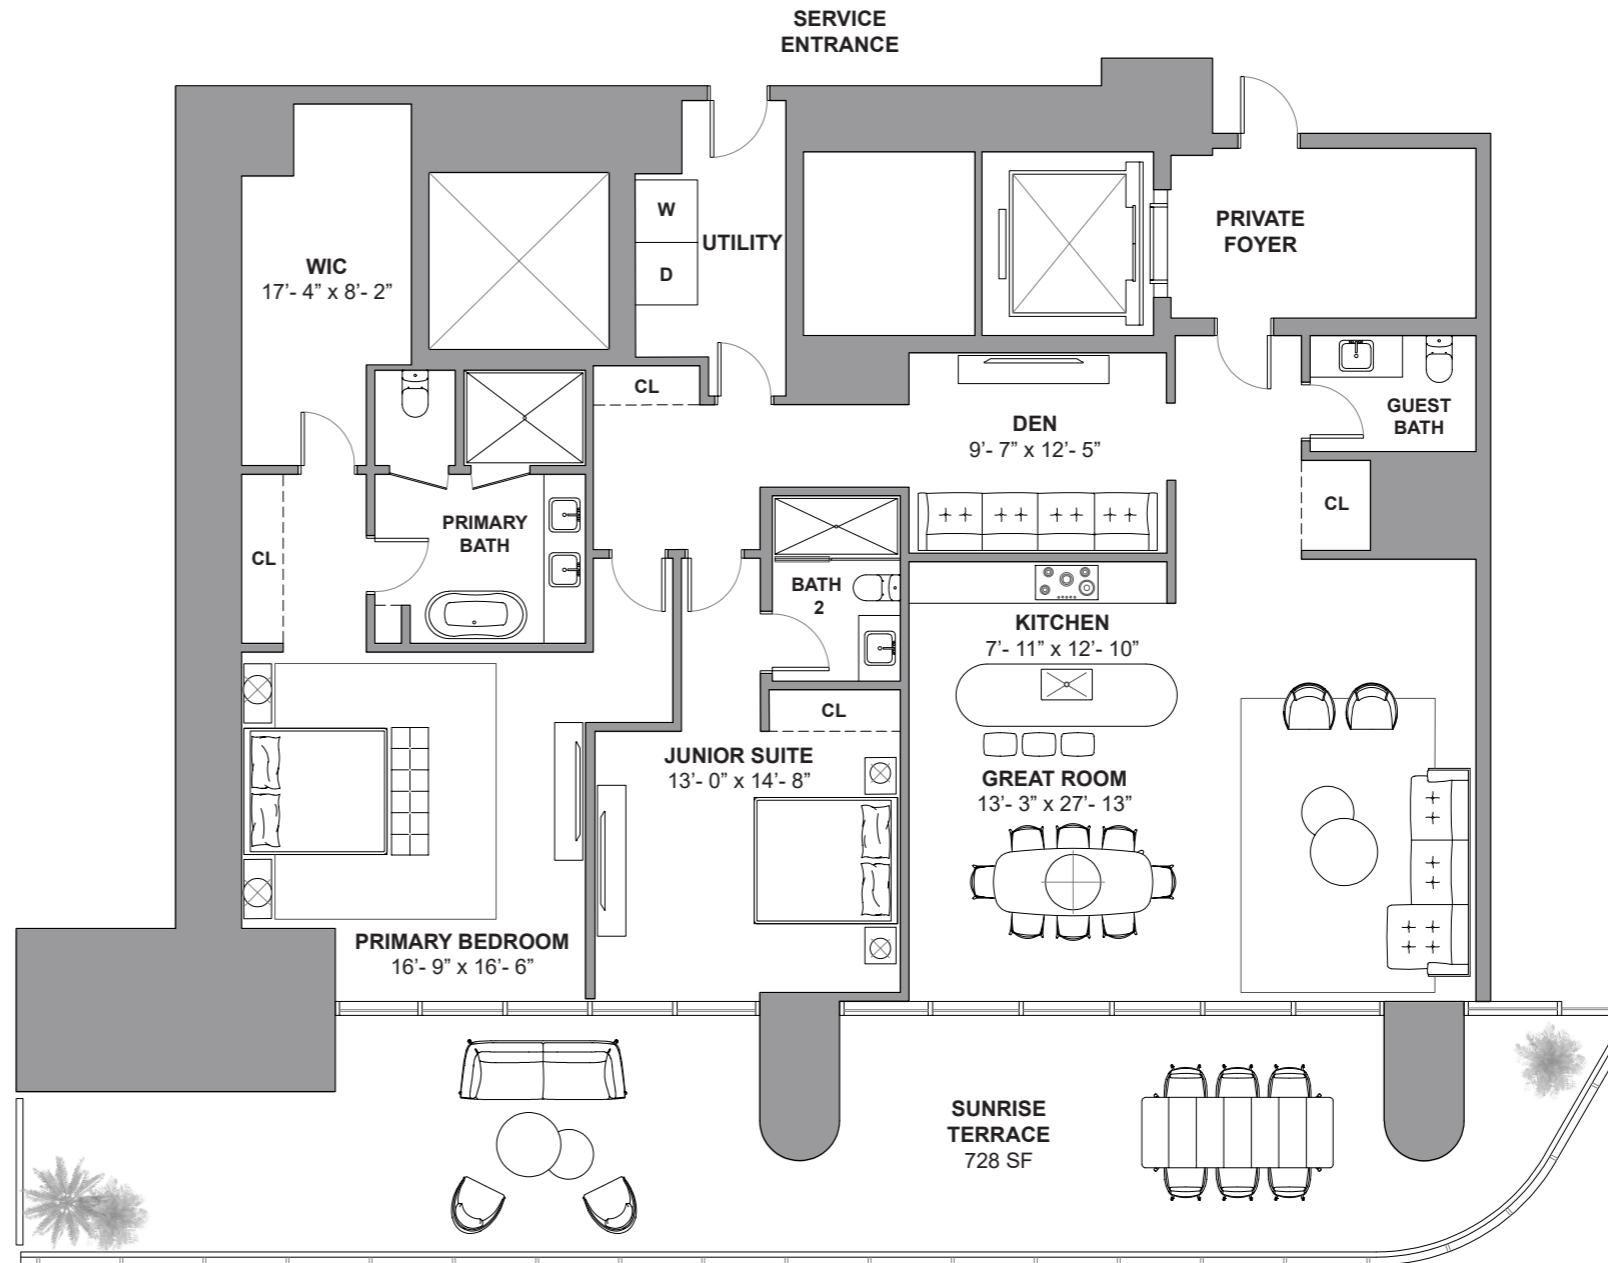 SERVICE
ENTRANCE
W
UTILITY
D
PRIVATE
FOYER
WIC
17’- 4” x 8’- 2”
CL
DEN
9’- 7” x 12’- 5”
GUEST
BATH
CL
PRIMARY
BATH
CL
BATH
2
KITCHEN
7’- 11” x 12’- 10”
CL
JUNIOR SUITE
13’- 0” x 14’- 8”
GREAT ROOM
13’- 3” x 27’- 13”
PRIMARY BEDROOM
16’- 9” x 16’- 6”
SUNRISE
TERRACE
728 SF